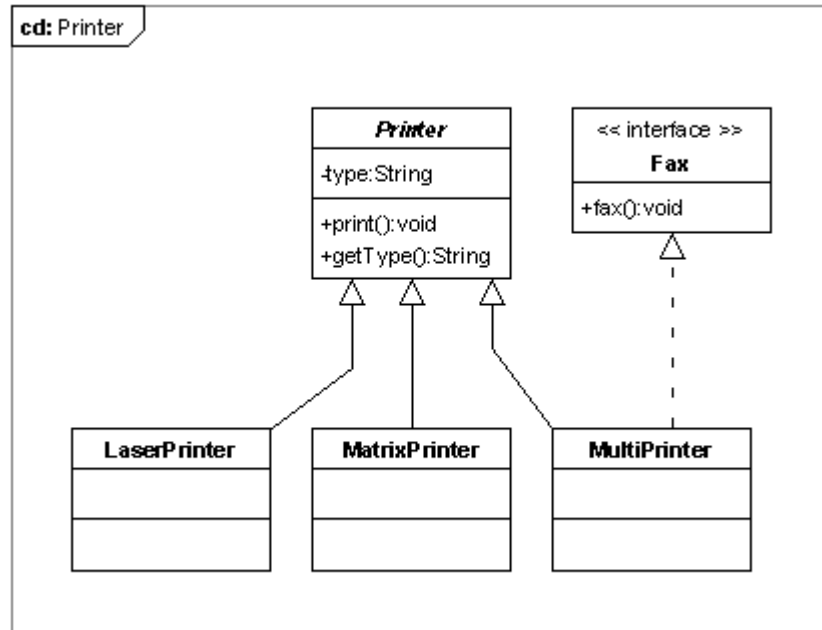 cd: Printer
Printer
-type:String
+print():void
+getType():String
<< interface >>
Fax
+fax():void
LaserPrinter
MatrixPrinter
MultiPrinter